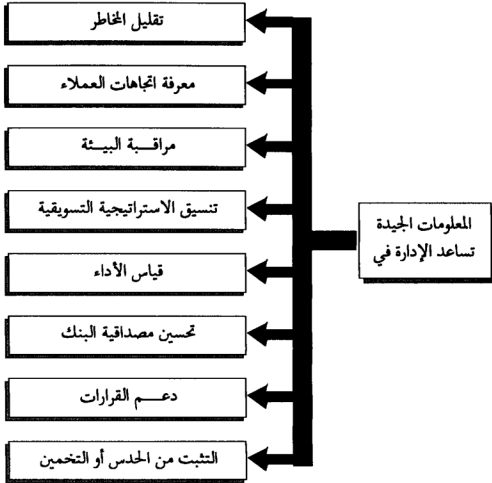 المعلومات الجيدة
تساعد الإدارة في
تقليل المخاطر
معرفة اتجاهات العملاء
مراقبة البيئة
تنسيق الاستراتيجية التسويقية
قياس الأداء
تحسين مصداقية البنك
دعم القرارات
التثبت من الحدس أو التخمين